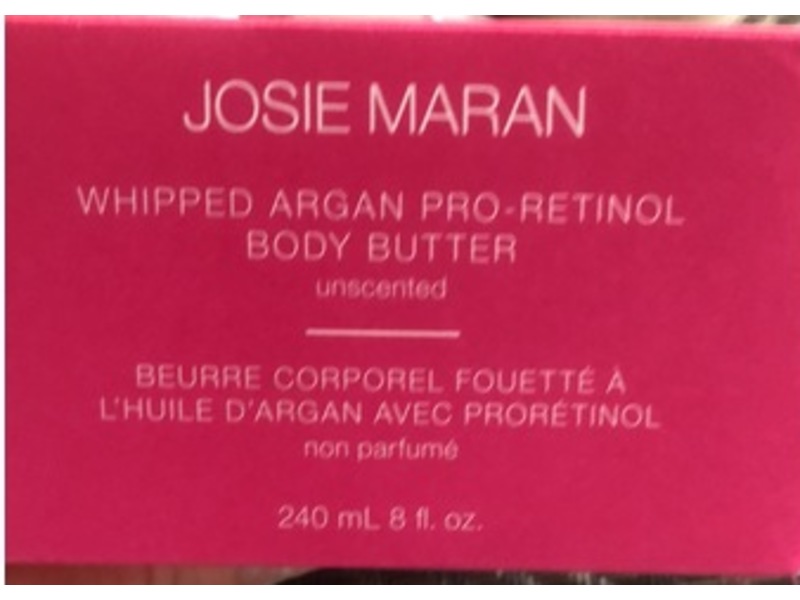 JOSIE MARAN
WHIPPED ARGAN PRO-RETINOL
BODY BUTTER
unscented
BEURRE CORPOREL FOUETTÉ À
L'HUILE D'ARGAN AVEC PRORÉTINOL
non parfumé
240 mL 8 fl. oz.